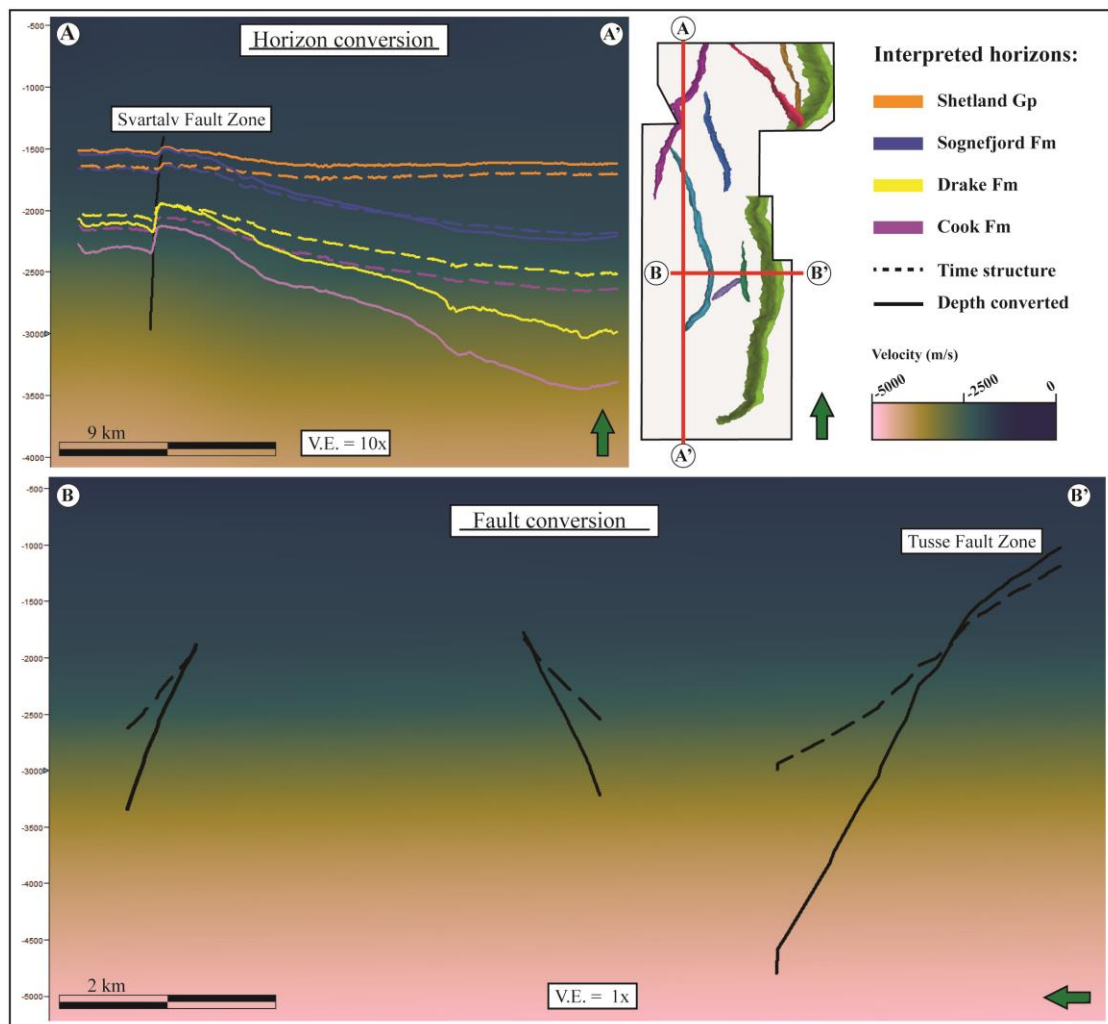 A
Horizon conversion
A'
-500
-1000
-1500
-2000
-2500
-3000
-3500
-4000
Svartalv Fault Zone
9 km
V.E. = 10x
A
B
B'
A'
Interpreted horizons:
Shetland Gp
Sognefjord Fm
Drake Fm
Cook Fm
Time structure
Depth converted
Velocity (m/s)
-5000
-2500
0
B
Fault conversion
B'
-500
-1000
-1500
-2000
-2500
-3000
-3500
-4000
-4500
-5000
Tusse Fault Zone
2 km
V.E. = 1x